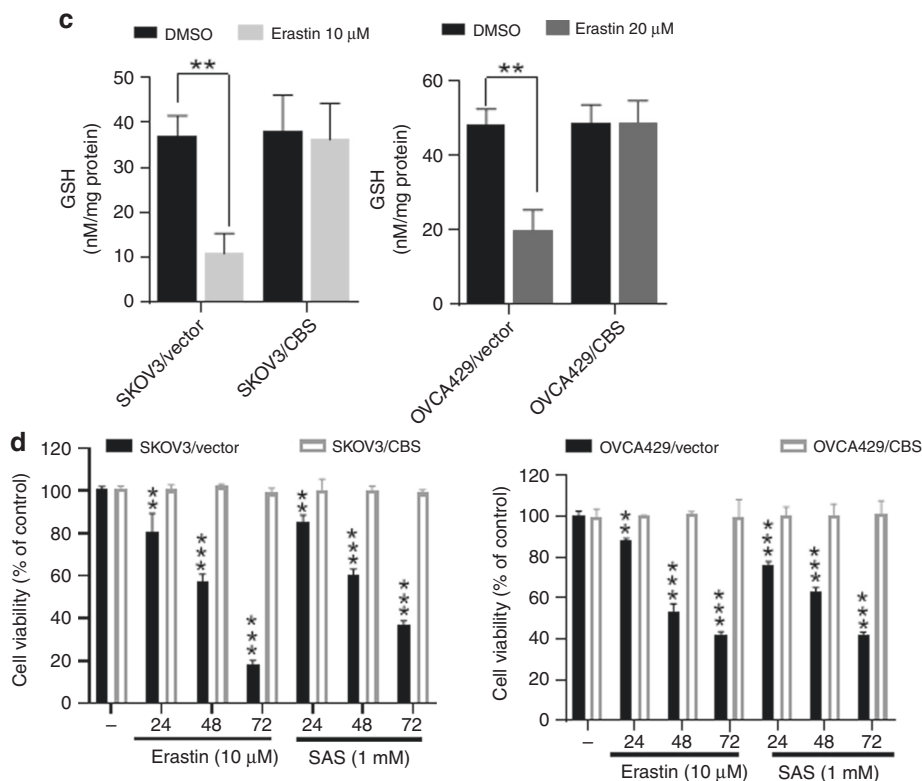 c
DMSO Erastin 10 μM
**
50
40
30
20
10
0
GSH
(nM/mg protein)
SKOV3/vector
SKOV3/CBS
DMSO Erastin 20 μM
**
60
40
20
0
GSH
(nM/mg protein)
OVCA429/vector
OVCA429/CBS
d
SKOV3/vector SKOV3/CBS
120
100
80
60
40
20
0
Cell viability (% of control)
** *** *** ** *** ***
– 24 48 72 24 48 72
Erastin (10 μM) SAS (1 mM)
OVCA429/vector OVCA429/CBS
120
100
80
60
40
20
0
Cell viability (% of control)
** *** *** *** *** ***
– 24 48 72 24 48 72
Erastin (10 μM) SAS (1 mM)